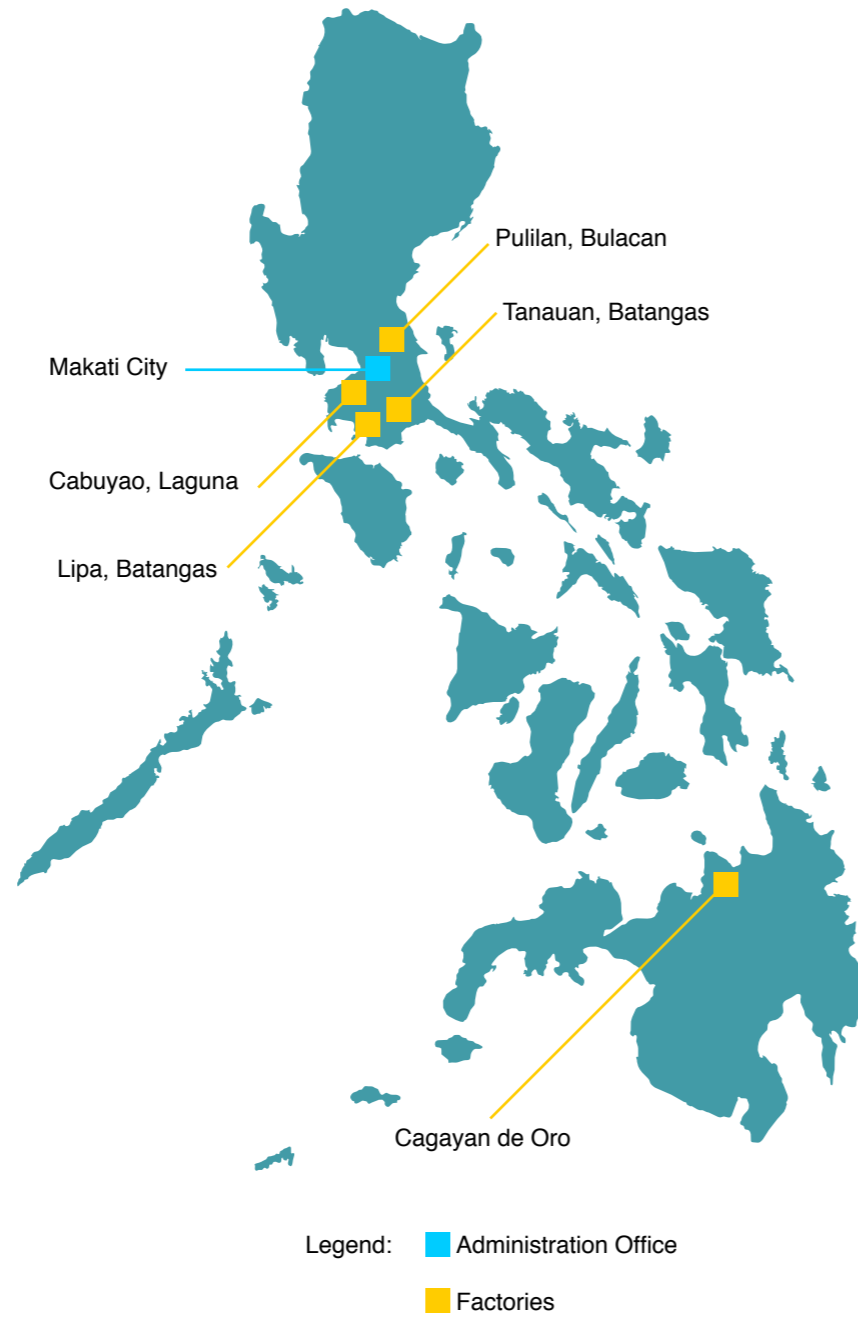 Pulilan, Bulacan
Tanauan, Batangas
Makati City
Cabuyao, Laguna
Lipa, Batangas
Cagayan de Oro
Legend:
Administration Office
Factories